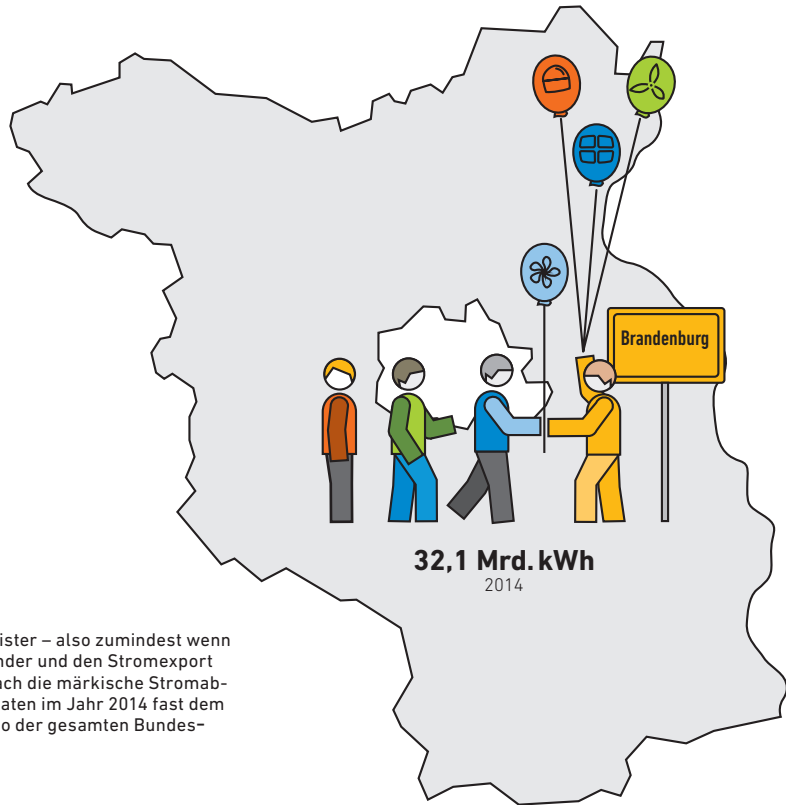 Brandenburg
32,1 Mrd. kWh
2014
ister – also zumindest wenn
nder und den Stromexport
ach die märkische Stromab-
aten im Jahr 2014 fast dem
o der gesamten Bundes-